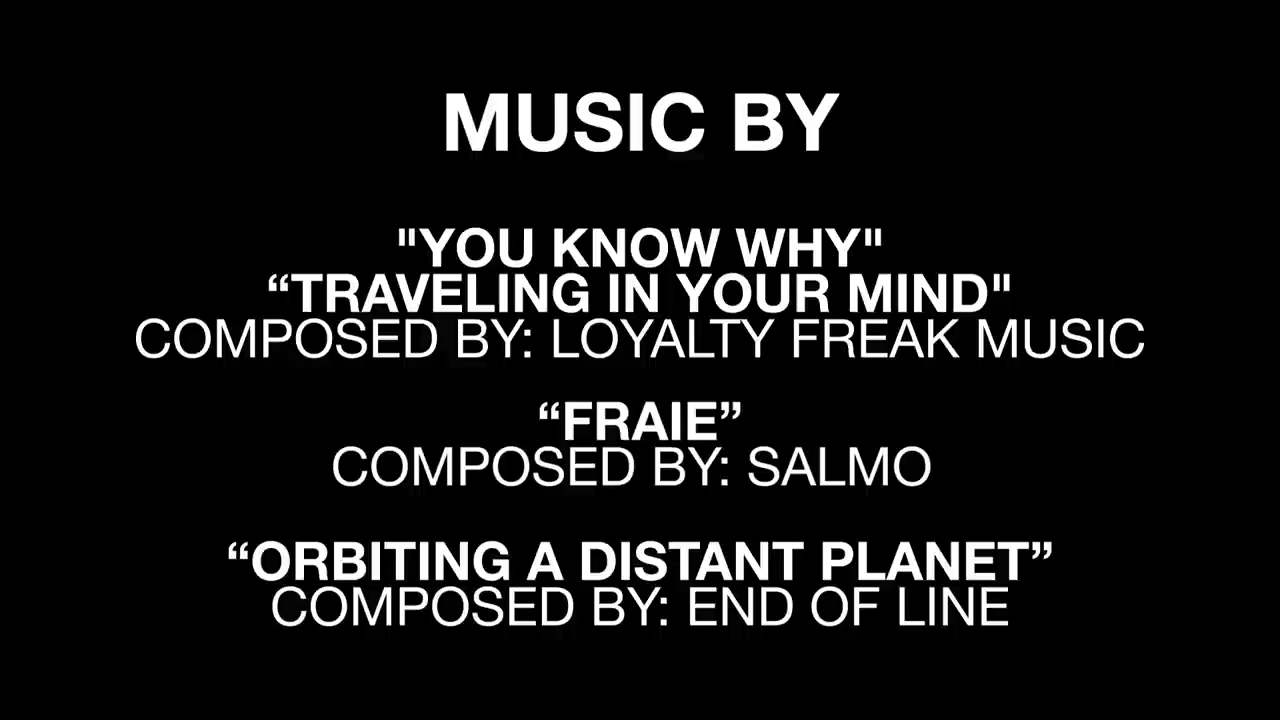 MUSIC BY
"YOU KNOW WHY"
“TRAVELING IN YOUR MIND"
COMPOSED BY: LOYALTY FREAK MUSIC
“FRAIE”
COMPOSED BY: SALMO
“ORBITING A DISTANT PLANET”
COMPOSED BY: END OF LINE